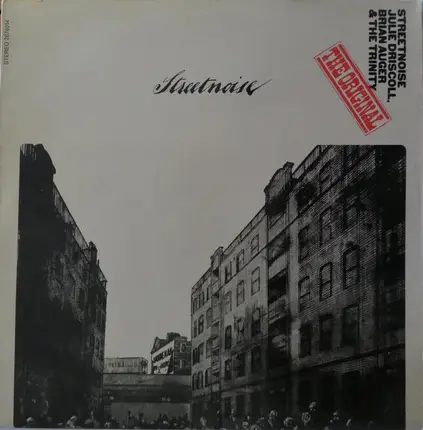 STREETNOISE
JULIE DRISCOLL,
BRIAN AUGER
& THE TRINITY
THE ORIGINAL
Streetnoise